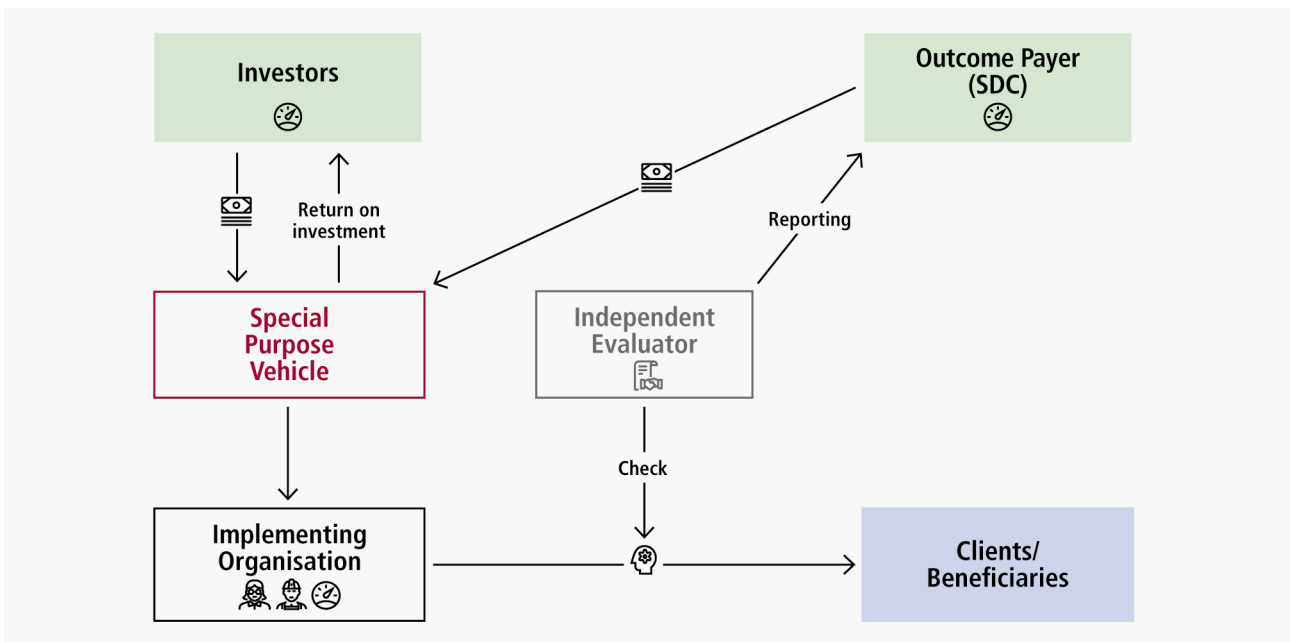 Investors
Outcome Payer
(SDC)
Return on
investment
Reporting
Special
Purpose
Vehicle
Independent
Evaluator
Check
Implementing
Organisation
Clients/
Beneficiaries